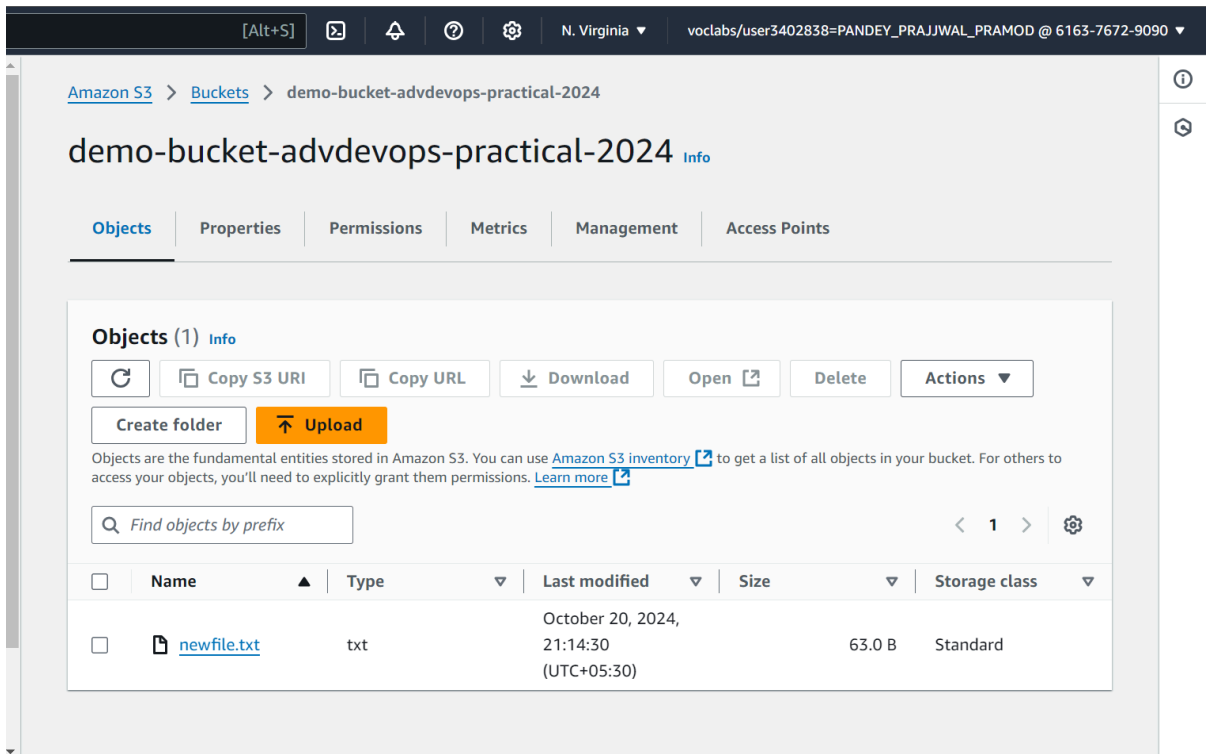 [Alt+S] N. Virginia ▼ voclabs/user3402838=PANDEY_PRAJJWAL_PRAMOD @ 6163-7672-9090 ▼
Amazon S3 > Buckets > demo-bucket-advdevops-practical-2024
demo-bucket-advdevops-practical-2024 Info
Objects Properties Permissions Metrics Management Access Points
Objects (1) Info
Copy S3 URI Copy URL Download Open Delete Actions ▼
Create folder Upload
Objects are the fundamental entities stored in Amazon S3. You can use Amazon S3 inventory to get a list of all objects in your bucket. For others to
access your objects, you'll need to explicitly grant them permissions. Learn more
Find objects by prefix < 1 >
Name Type Last modified Size Storage class
October 20, 2024,
newfile.txt txt 21:14:30 63.0 B Standard
(UTC+05:30)